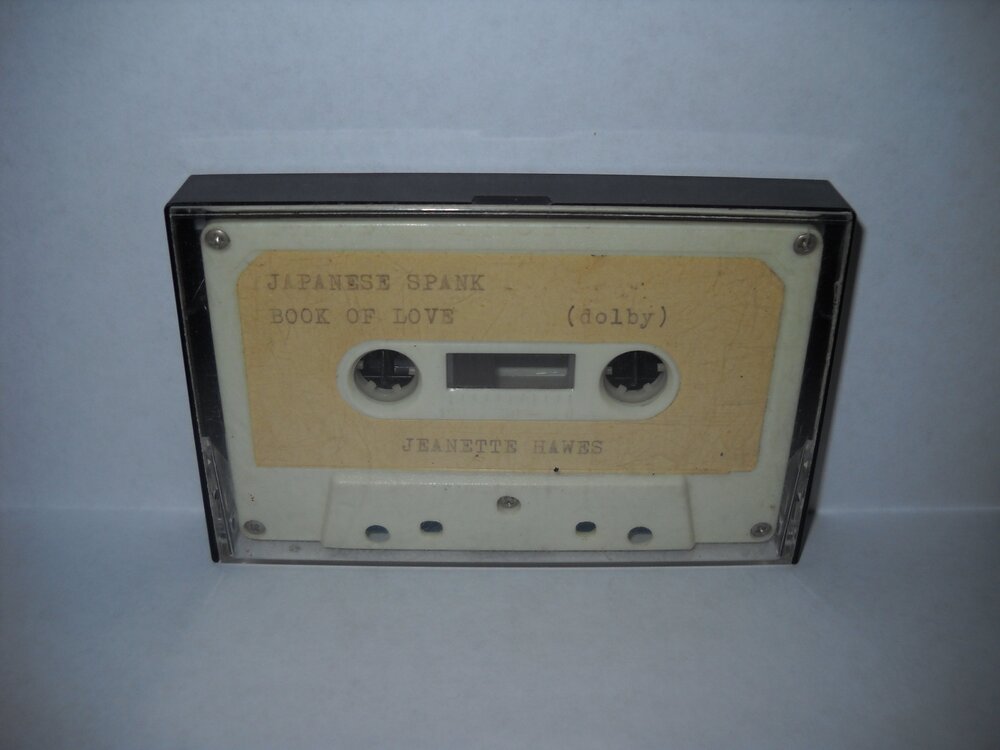 JAPANESE SPANK
BOOK OF LOVE (dolby)
JEANETTE HAWES